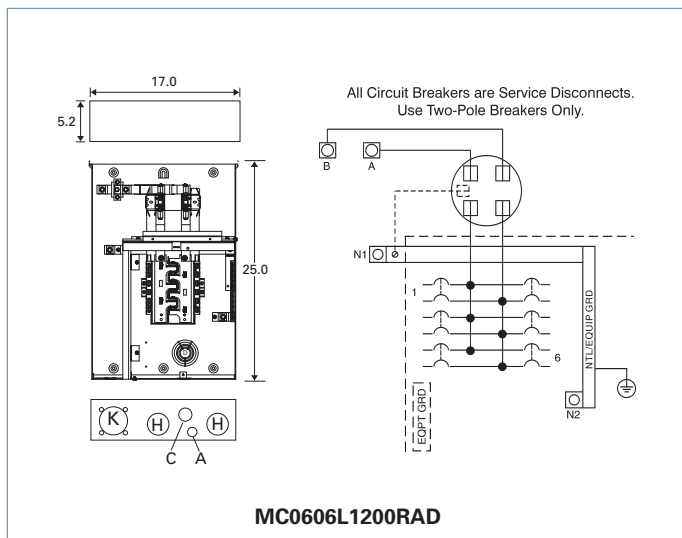 17.0
5.2
25.0
K
H
H
C
A
All Circuit Breakers are Service Disconnects.
Use Two-Pole Breakers Only.
B
A
N1
1
6
NTL/EQUIP GRD
EQPT GRD
N2
MC0606L1200RAD